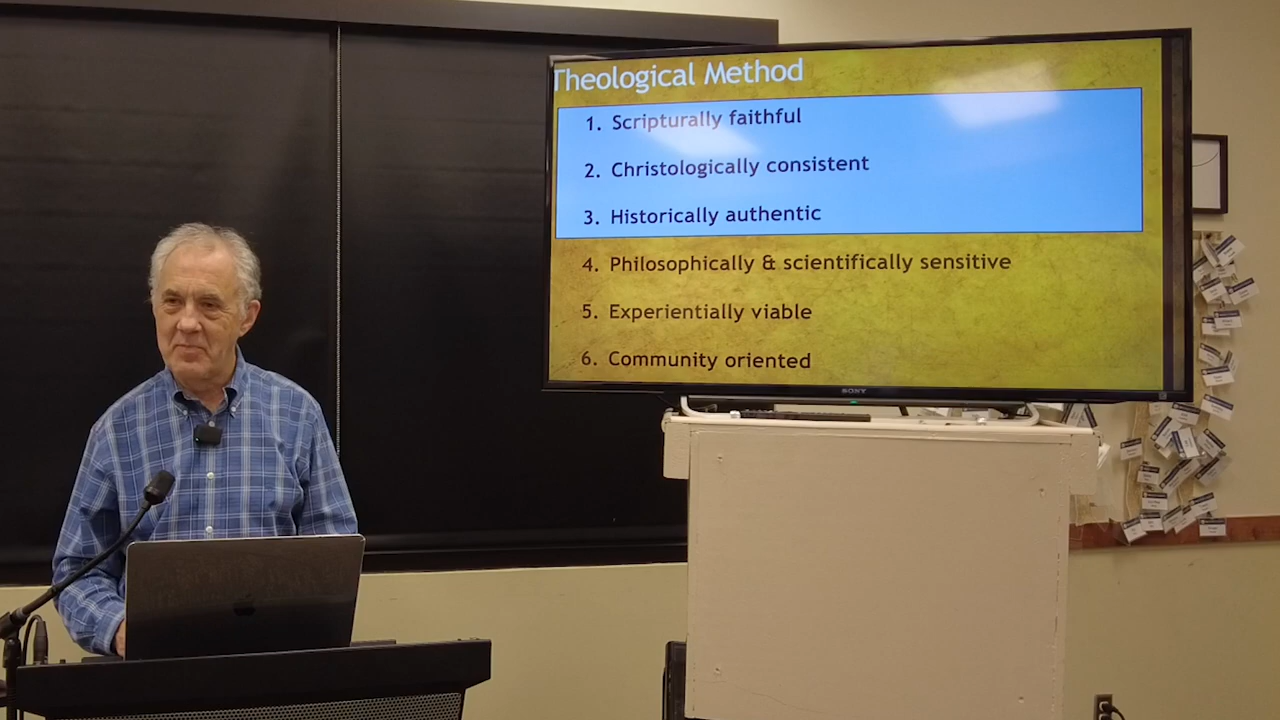 Theological Method
1. Scripturally faithful
2. Christologically consistent
3. Historically authentic
4. Philosophically & scientifically sensitive
5. Experientially viable
6. Community oriented
SONY